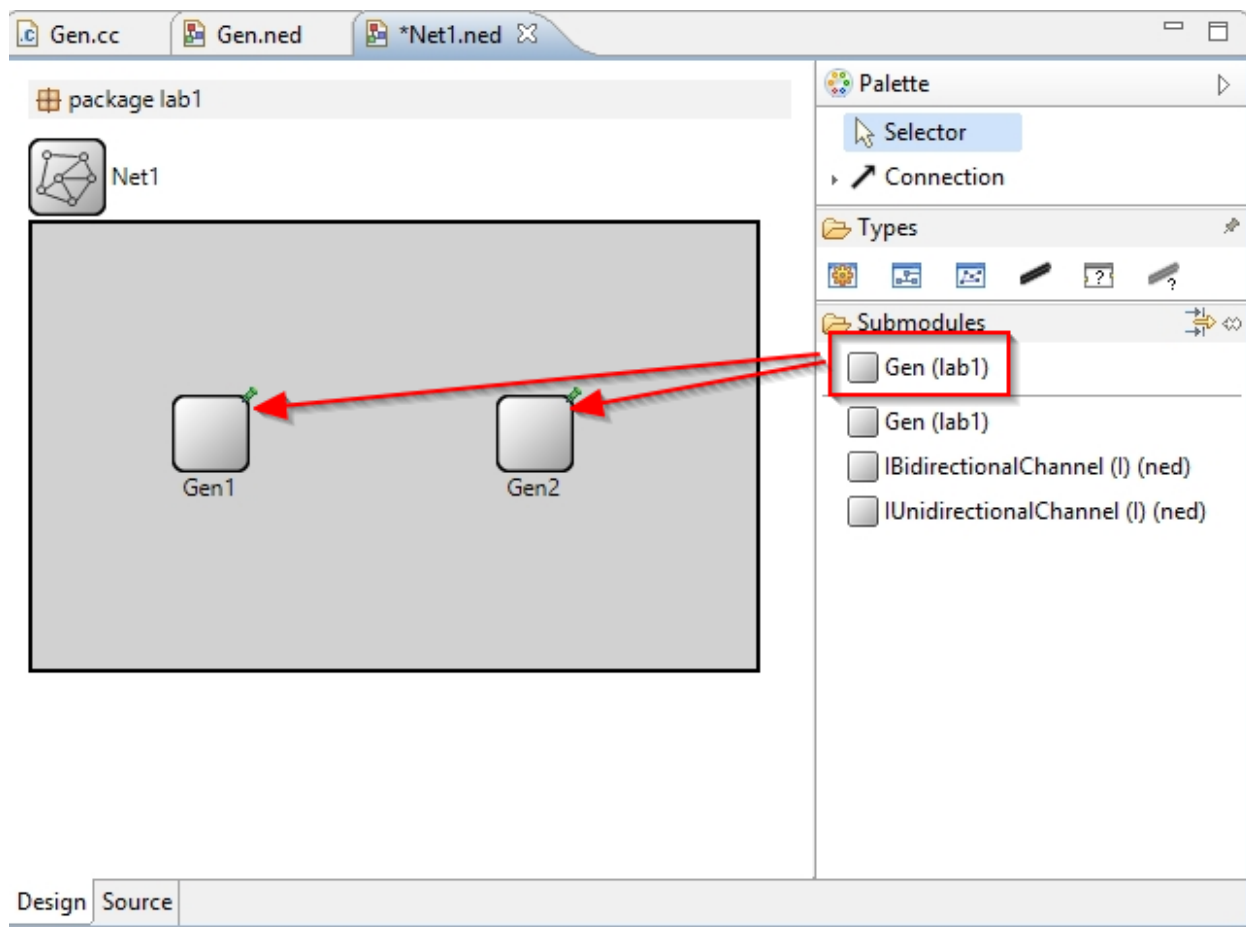 Gen.cc
Gen.ned
*Net1.ned
package lab1
Net1
Gen1
Gen2
Palette
Selector
Connection
Types
Submodules
Gen (lab1)
Gen (lab1)
IBidirectionalChannel (I) (ned)
IUnidirectionalChannel (I) (ned)
Design
Source